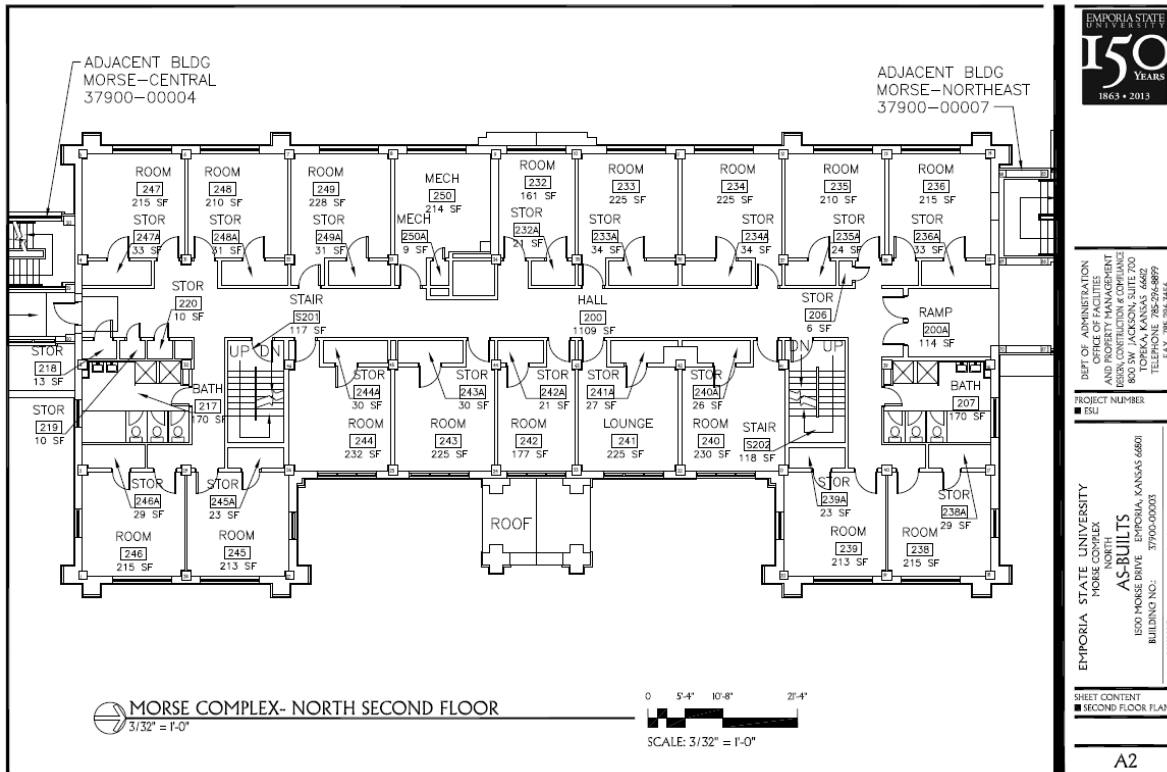 ADJACENT BLDG
MORSE-CENTRAL
37900-00004
ADJACENT BLDG
MORSE-NORTHEAST
37900-00007
ROOM
247
215 SF
ROOM
248
210 SF
ROOM
249
228 SF
MECH
250
214 SF
ROOM
232
161 SF
ROOM
233
225 SF
ROOM
234
225 SF
ROOM
235
210 SF
ROOM
236
215 SF
STOR
247A
33 SF
STOR
248A
31 SF
STOR
249A
31 SF
MECH
250A
9 SF
STOR
232A
21 SF
STOR
233A
34 SF
STOR
234A
34 SF
STOR
235A
24 SF
STOR
236A
33 SF
STOR
220
10 SF
STAIR
S201
117 SF
HALL
200
1109 SF
STOR
206
6 SF
RAMP
200A
114 SF
STOR
218
13 SF
STOR
219
10 SF
BATH
217
170 SF
UP DN
STOR
244A
30 SF
STOR
243A
30 SF
STOR
242A
21 SF
STOR
241A
27 SF
STOR
240A
26 SF
DN UP
BATH
207
170 SF
ROOM
244
232 SF
ROOM
243
225 SF
ROOM
242
177 SF
LOUNGE
241
225 SF
ROOM
240
230 SF
STAIR
S202
118 SF
STOR
246A
29 SF
STOR
245A
23 SF
STOR
239A
23 SF
STOR
238A
29 SF
ROOM
246
215 SF
ROOM
245
213 SF
ROOF
ROOM
239
213 SF
ROOM
238
215 SF
MORSE COMPLEX- NORTH SECOND FLOOR
3/32" = 1'-0"
0 5'-4" 10'-8" 21'-4"
SCALE: 3/32" = 1'-0"
EMPORIA STATE
UNIVERSITY
150
YEARS
1863 • 2013
DEPT OF ADMINISTRATION
OFFICE OF FACILITIES
AND PROPERTY MANAGEMENT
DESIGN, CONSTRUCTION & COMPLIANCE
800 SW JACKSON, SUITE 700
TOPEKA, KANSAS 66612
TELEPHONE 785-296-8899
PROJECT NUMBER
ESU
EMPORIA STATE UNIVERSITY
MORSE COMPLEX
NORTH
AS-BUILTS
1500 MORSE DRIVE EMPORIA, KANSAS 66801
BUILDING NO.: 37900-00003
SHEET CONTENT
SECOND FLOOR PLAN
A2